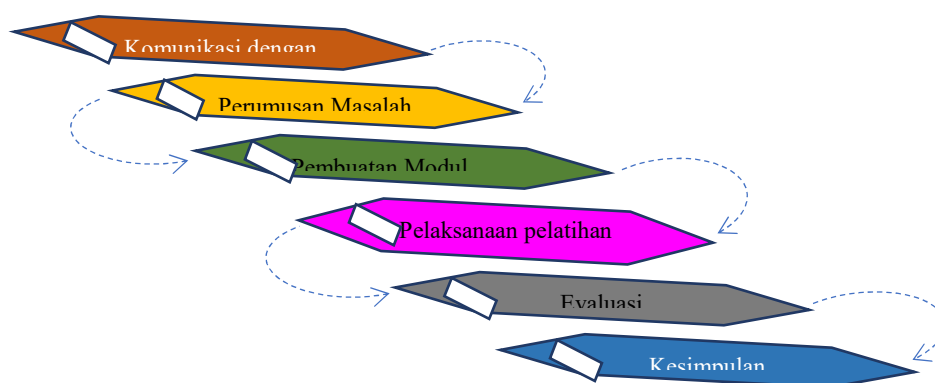 Komunikasi dengan
Perumusan Masalah
Pembuatan Modul
Pelaksanaan pelatihan
Evaluasi
Kesimpulan